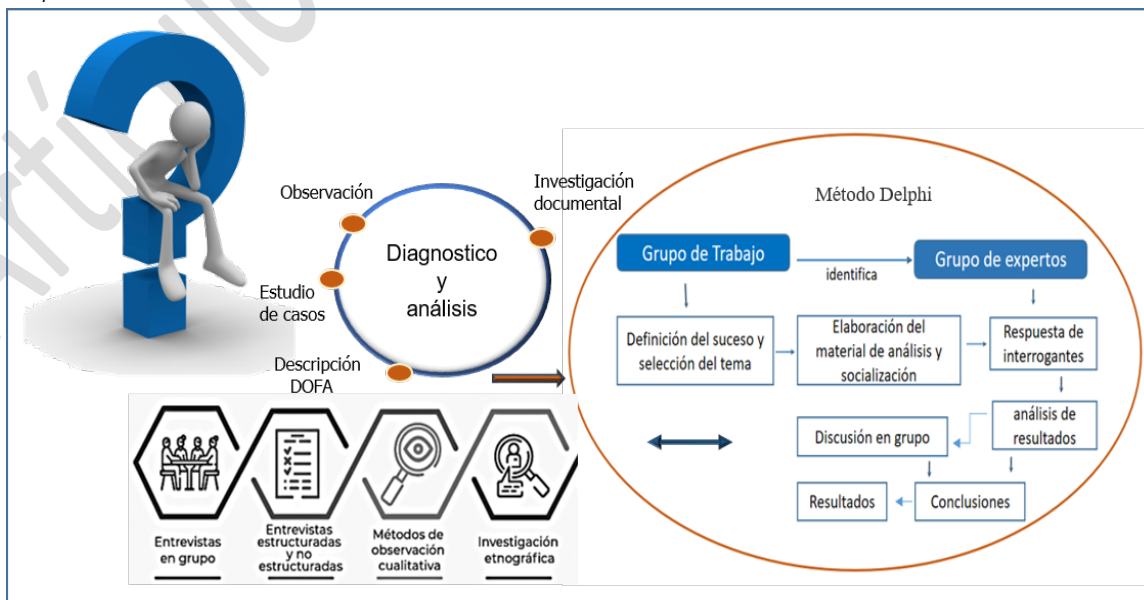 Artículo
Observación
Investigación
documental
Diagnostico
y
análisis
Estudio
de casos
Descripción
DOFA
Entrevistas
en grupo
Entrevistas
estructuradas
y no
estructuradas
Métodos de
observación
cualitativa
Investigación
etnográfica
Método Delphi
Grupo de Trabajo
identifica
Grupo de expertos
Definición del suceso y
selección del tema
Elaboración del
material de análisis y
socialización
Respuesta de
interrogantes
análisis de
resultados
Discusión en grupo
Resultados
Conclusiones